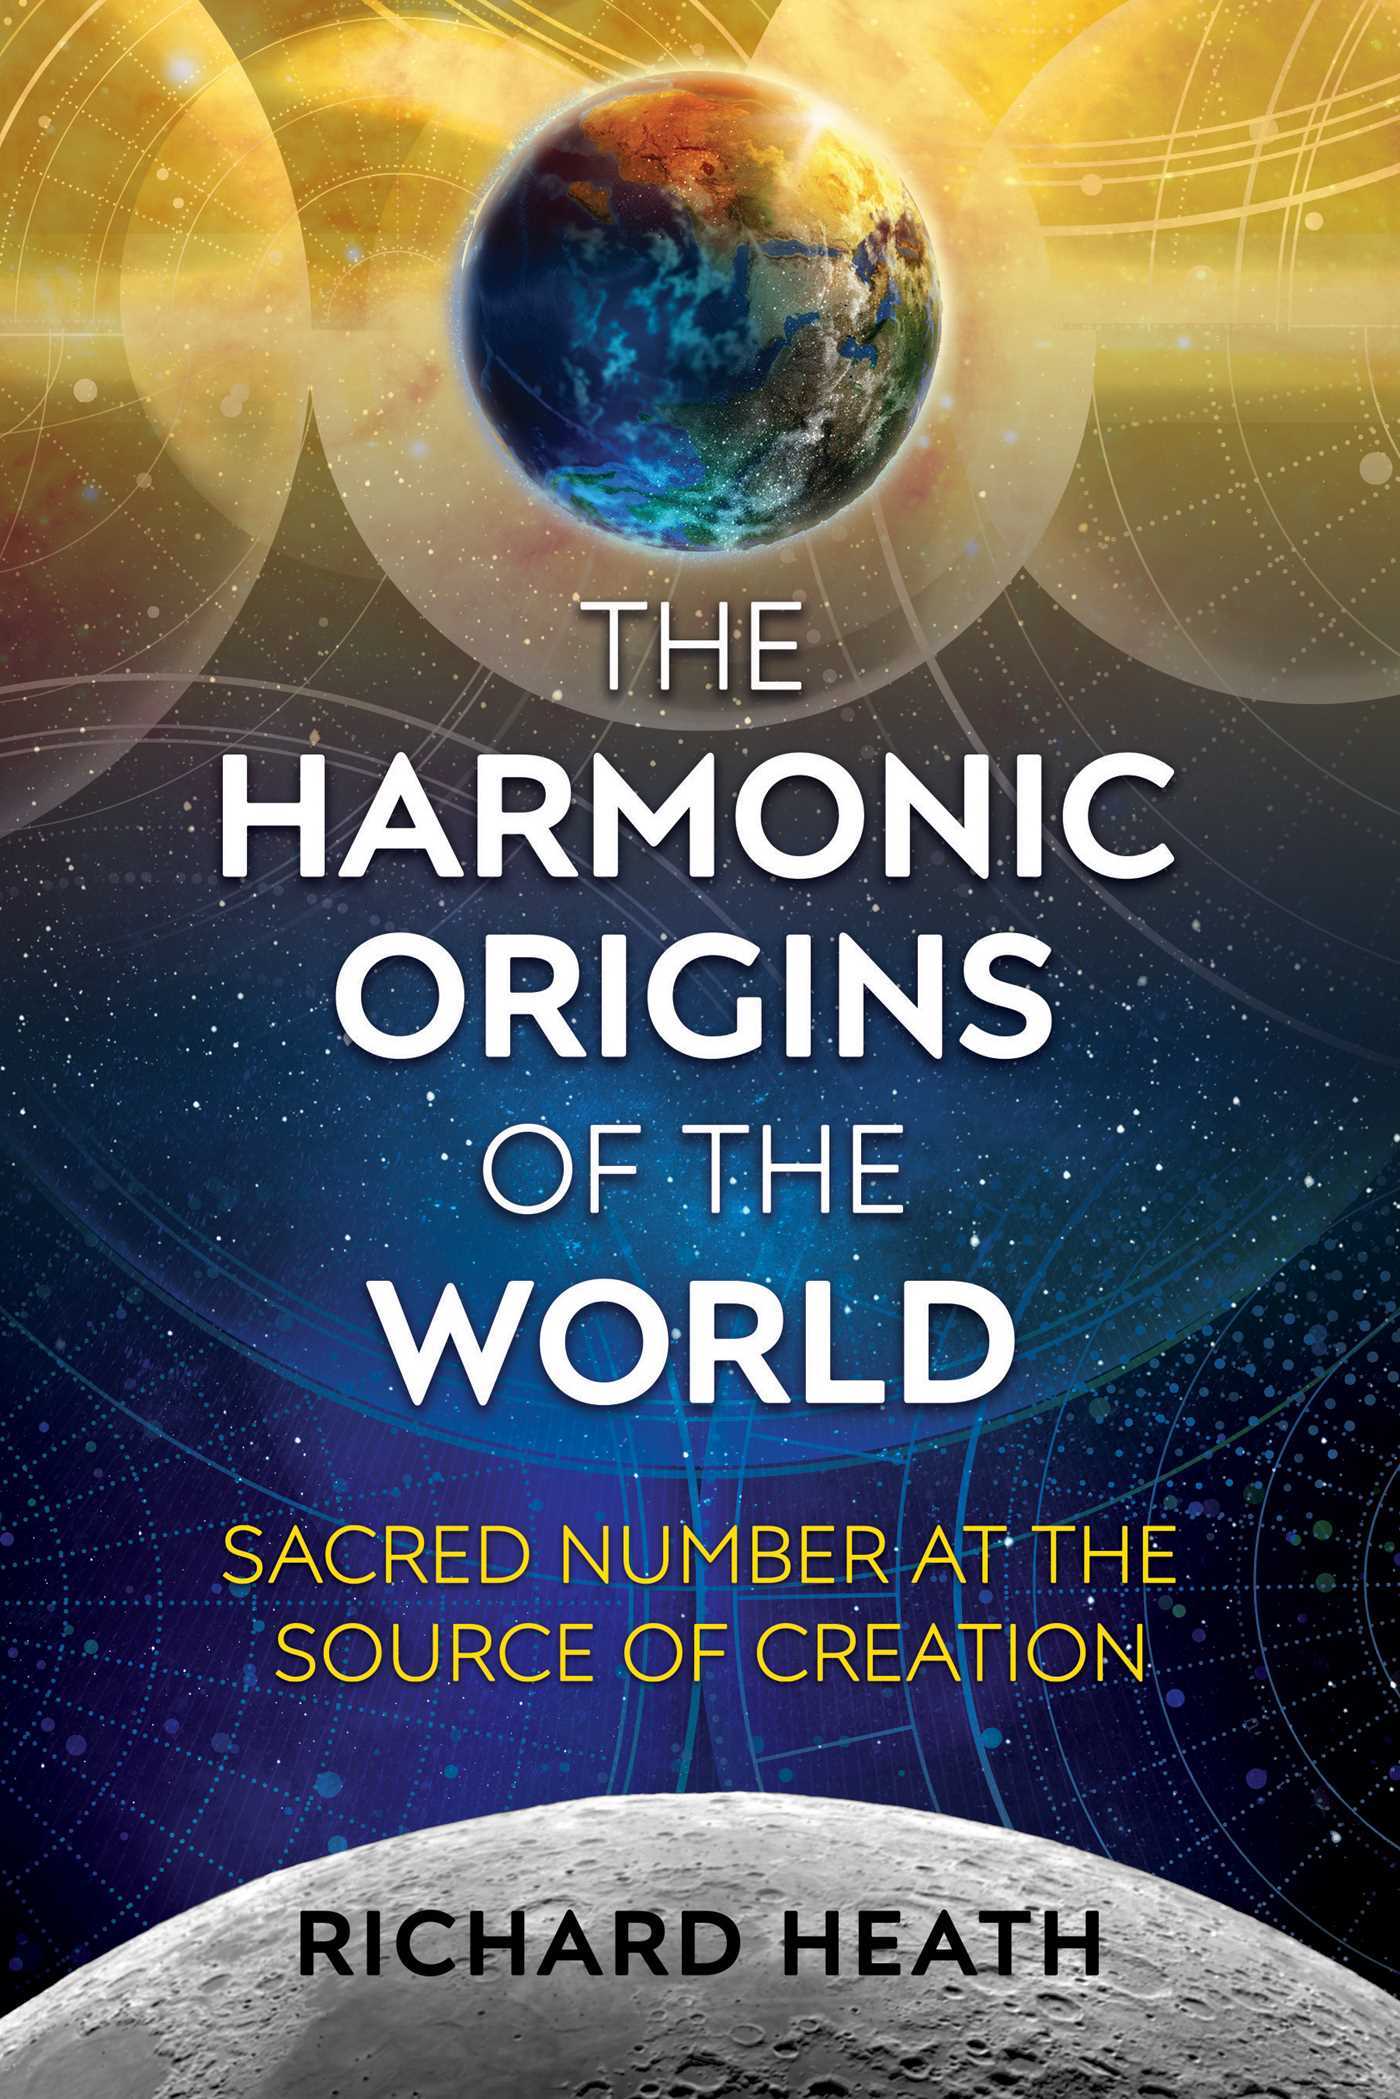 THE
HARMONIC
ORIGINS
OF THE
WORLD
SACRED NUMBER AT THE
SOURCE OF CREATION
RICHARD HEATH